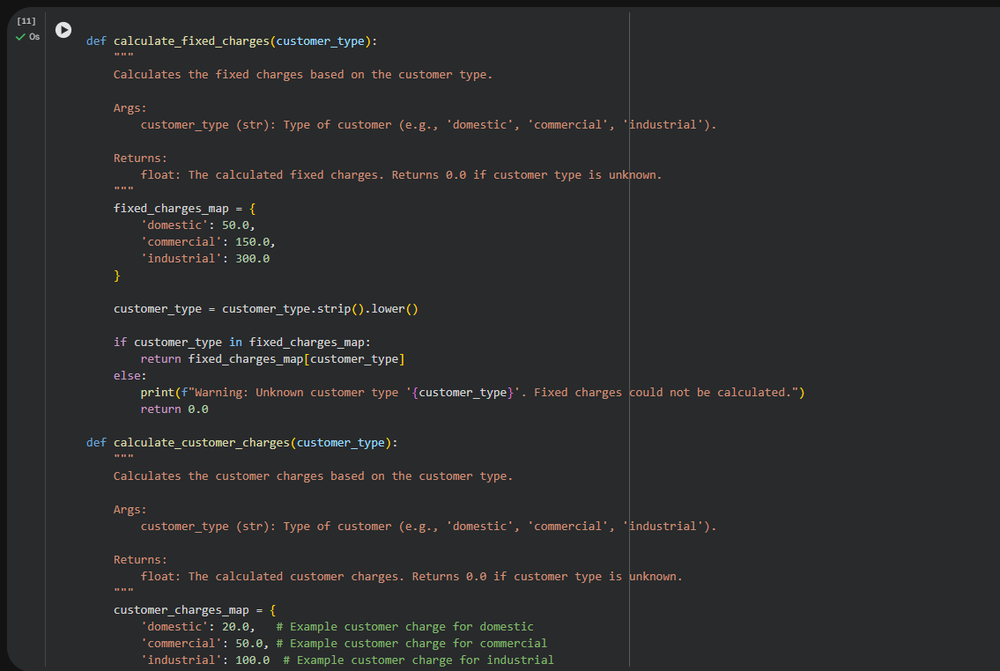 [11]
0s
def calculate_fixed_charges(customer_type):
"""
Calculates the fixed charges based on the customer type.
Args:
customer_type (str): Type of customer (e.g., 'domestic', 'commercial', 'industrial').
Returns:
float: The calculated fixed charges. Returns 0.0 if customer type is unknown.
"""
fixed_charges_map = {
'domestic': 50.0,
'commercial': 150.0,
'industrial': 300.0
}
customer_type = customer_type.strip().lower()
if customer_type in fixed_charges_map:
return fixed_charges_map[customer_type]
else:
print(f"Warning: Unknown customer type '{customer_type}'. Fixed charges could not be calculated.")
return 0.0
def calculate_customer_charges(customer_type):
"""
Calculates the customer charges based on the customer type.
Args:
customer_type (str): Type of customer (e.g., 'domestic', 'commercial', 'industrial').
Returns:
float: The calculated customer charges. Returns 0.0 if customer type is unknown.
"""
customer_charges_map = {
'domestic': 20.0,   # Example customer charge for domestic
'commercial': 50.0, # Example customer charge for commercial
'industrial': 100.0  # Example customer charge for industrial